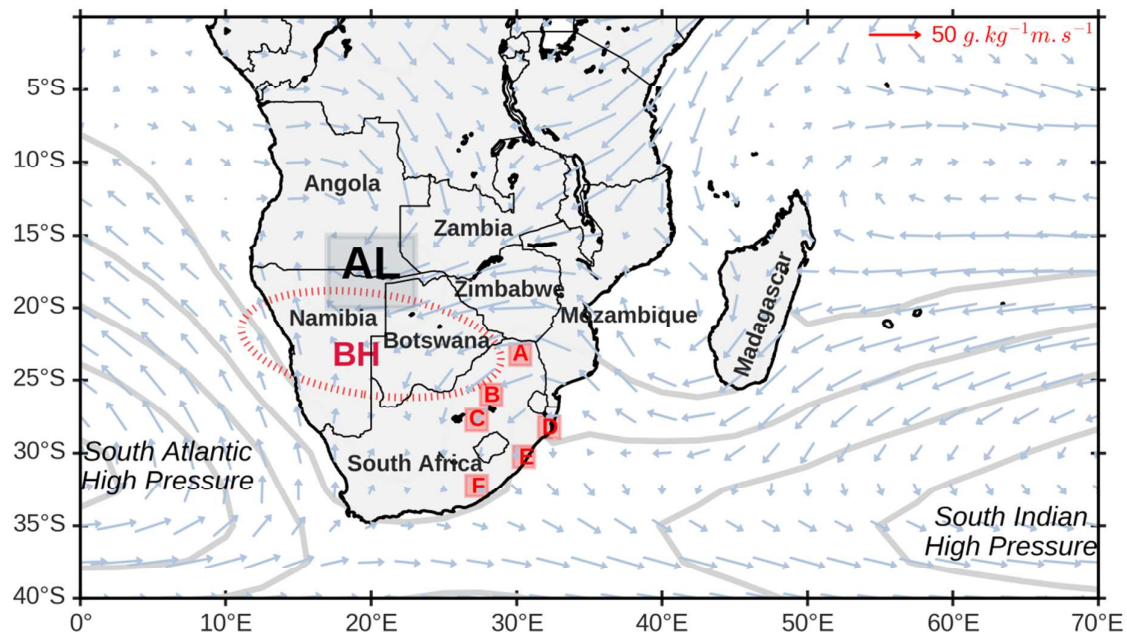 50 g.kg⁻¹m.s⁻¹
5°S
10°S
Angola
15°S
Zambia
AL
Zimbabwe
Madagascar
20°S
Namibia
Mozambique
Botswana
BH
A
25°S
B
C
D
30°S
South Atlantic
High Pressure
South Africa
E
F
35°S
South Indian
High Pressure
40°S
0°
10°E
20°E
30°E
40°E
50°E
60°E
70°E